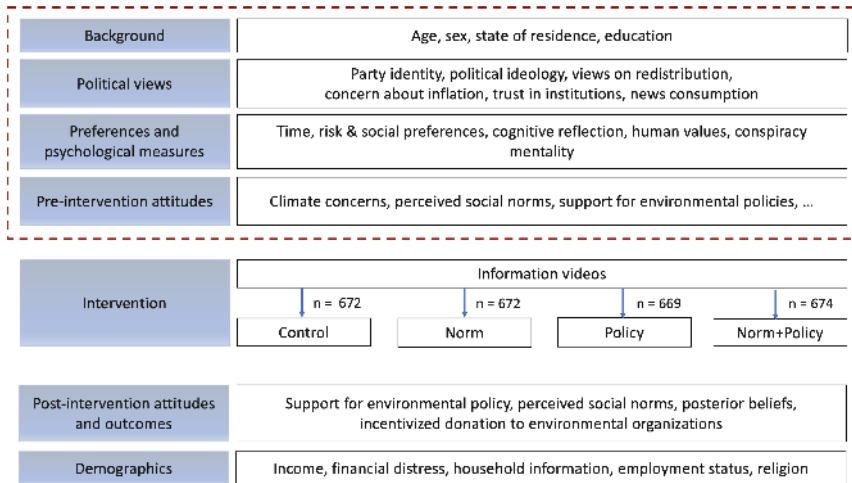 Background
Age, sex, state of residence, education
Political views
Party identity, political ideology, views on redistribution,
concern about inflation, trust in institutions, news consumption
Preferences and
psychological measures
Time, risk & social preferences, cognitive reflection, human values, conspiracy
mentality
Pre-intervention attitudes
Climate concerns, perceived social norms, support for environmental policies, ...
Intervention
Information videos
n = 672
n = 672
n = 669
n = 674
Control
Norm
Policy
Norm+Policy
Post-intervention attitudes
and outcomes
Support for environmental policy, perceived social norms, posterior beliefs,
incentivized donation to environmental organizations
Demographics
Income, financial distress, household information, employment status, religion